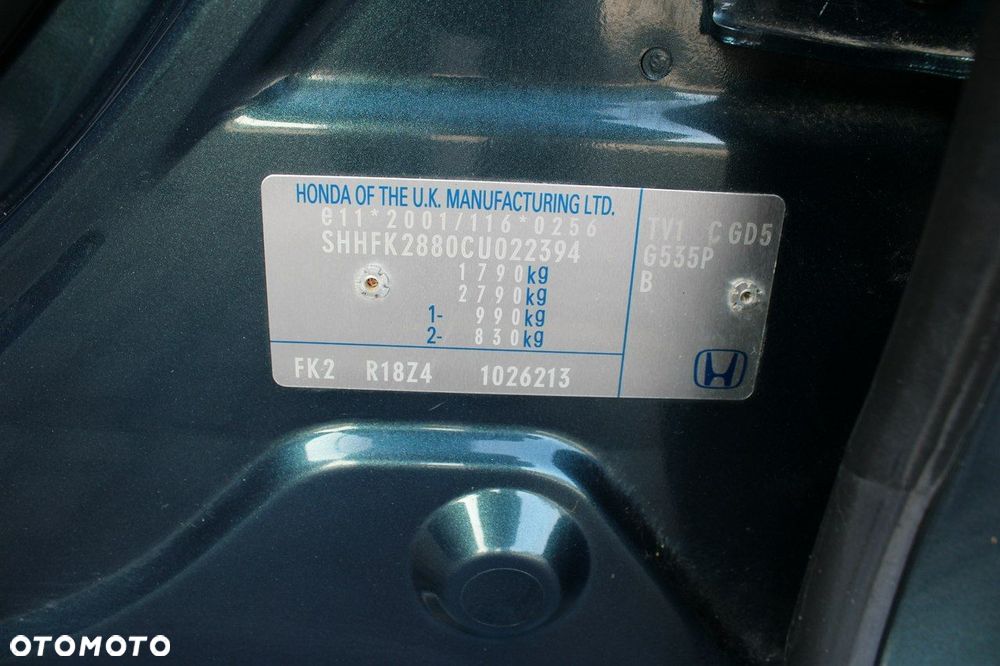 HONDA OF THE U.K. MANUFACTURING LTD.
e11*2001/116*0256
SHHFK2880CU022394
1790kg
2790kg
1- 990kg
2- 830kg
FK2 R18Z4 1026213
TV1 C GD5
G535P
B
OTOMOTO